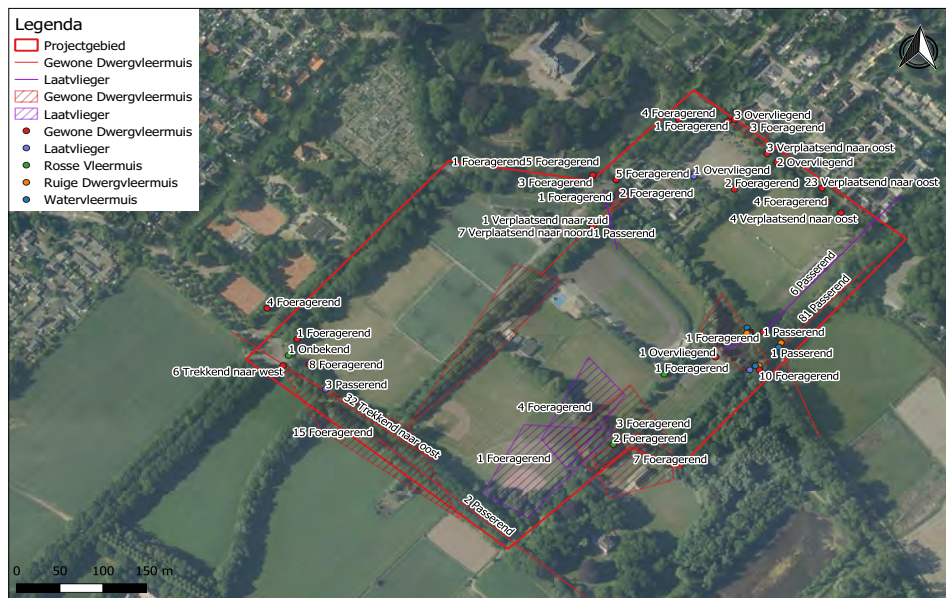 Legenda
Projectgebied
Gewone Dwergvleermuis
Laatvlieger
Gewone Dwergvleermuis
Laatvlieger
Gewone Dwergvleermuis
Laatvlieger
Rosse Vleermuis
Ruige Dwergvleermuis
Watervleermuis
4 Foeragerend
3 Overvliegend
1 Foeragerend
3 Foeragerend
3 Verplaatsend naar oost
1 Foeragerend
5 Foeragerend
2 Overvliegend
1 Overvliegend
5 Foeragerend
3 Foeragerend
2 Foeragerend
23 Verplaatsend naar oost
1 Foeragerend
2 Foeragerend
4 Foeragerend
1 Verplaatsend naar zuid
4 Verplaatsend naar oost
7 Verplaatsend naar noord
1 Passerend
6 Passerend
81 Passerend
4 Foeragerend
1 Foeragerend
1 Passerend
1 Foeragerend
1 Onbekend
1 Overvliegend
1 Passerend
8 Foeragerend
1 Foeragerend
6 Trekkend naar west
10 Foeragerend
3 Passerend
32 Trekkend naar oost
4 Foeragerend
3 Foeragerend
15 Foeragerend
2 Foeragerend
1 Foeragerend
7 Foeragerend
2 Passerend
0 50 100 150 m